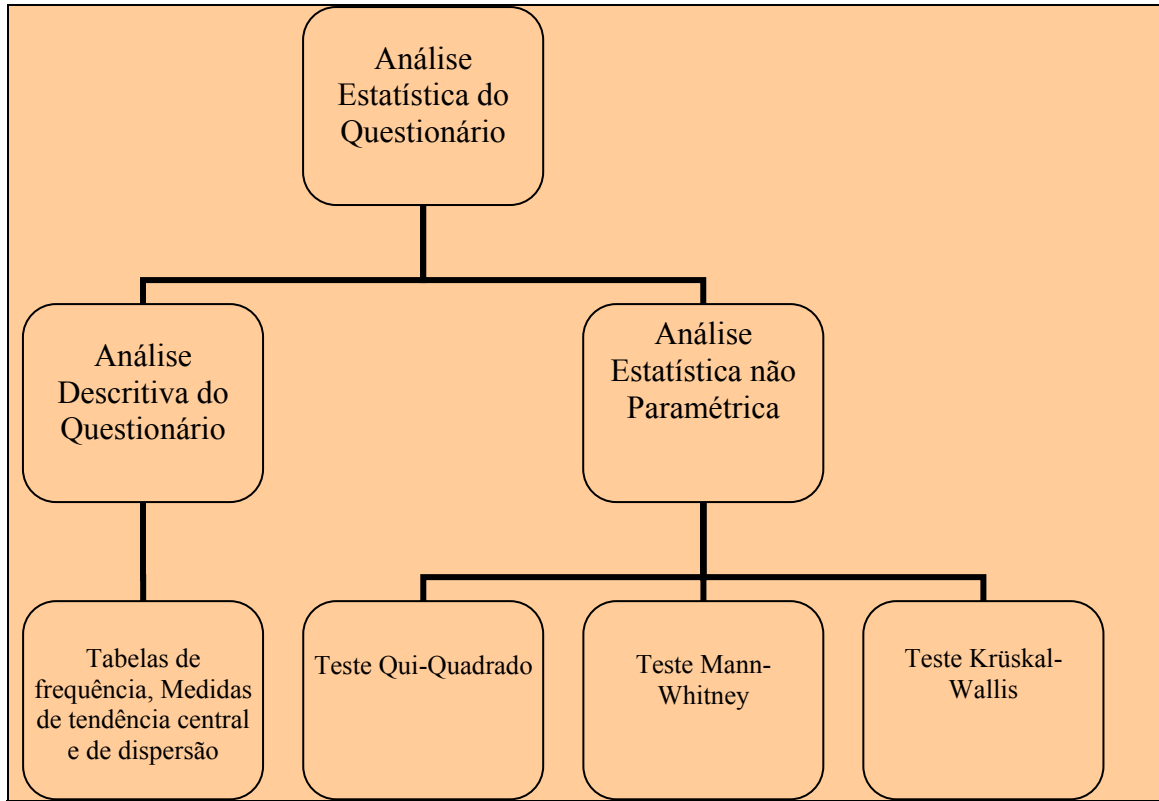 Análise
Estatística do
Questionário
Análise
Descritiva do
Questionário
Análise
Estatística não
Paramétrica
Tabelas de
frequência, Medidas
de tendência central
e de dispersão
Teste Qui-Quadrado
Teste Mann-
Whitney
Teste Krüskal-
Wallis